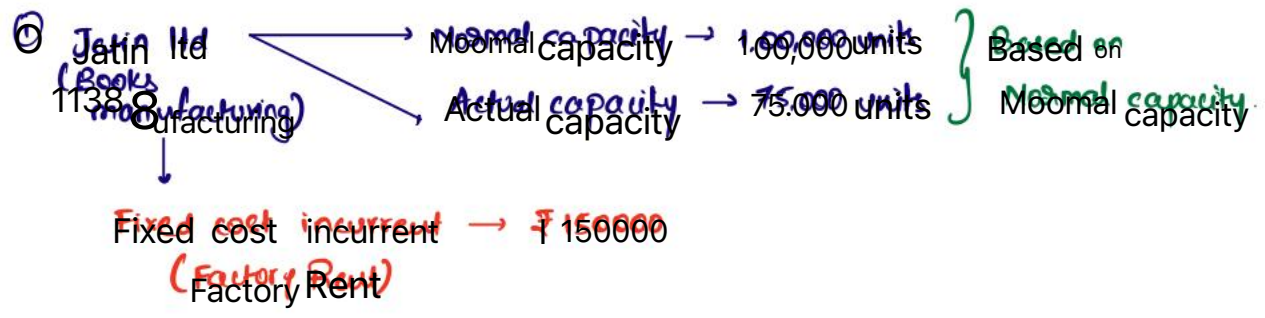 ① Jatin ltd → Normal capacity → 1,00,000 units } Based on
(Books manufacturing) → Actual capacity → 75,000 units } Normal capacity.
↓
Fixed cost incurrent → ₹ 150000
(Factory Rent)